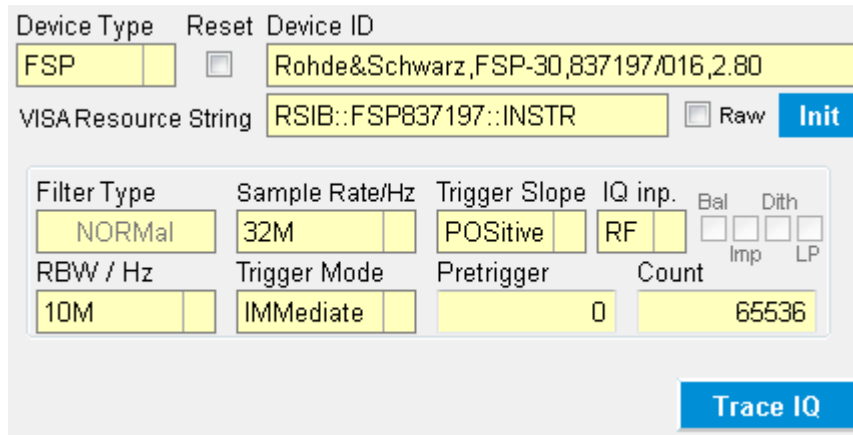 Device Type Reset Device ID
FSP Rohde&Schwarz,FSP-30,837197/016,2.80
VISA Resource String RSIB::FSP837197::INSTR Raw Init
Filter Type Sample Rate/Hz Trigger Slope IQ inp. Bal Dith
NORMal 32M POSitive RF
Imp LP
RBW / Hz Trigger Mode Pretrigger Count
10M IMMediate 0 65536
Trace IQ